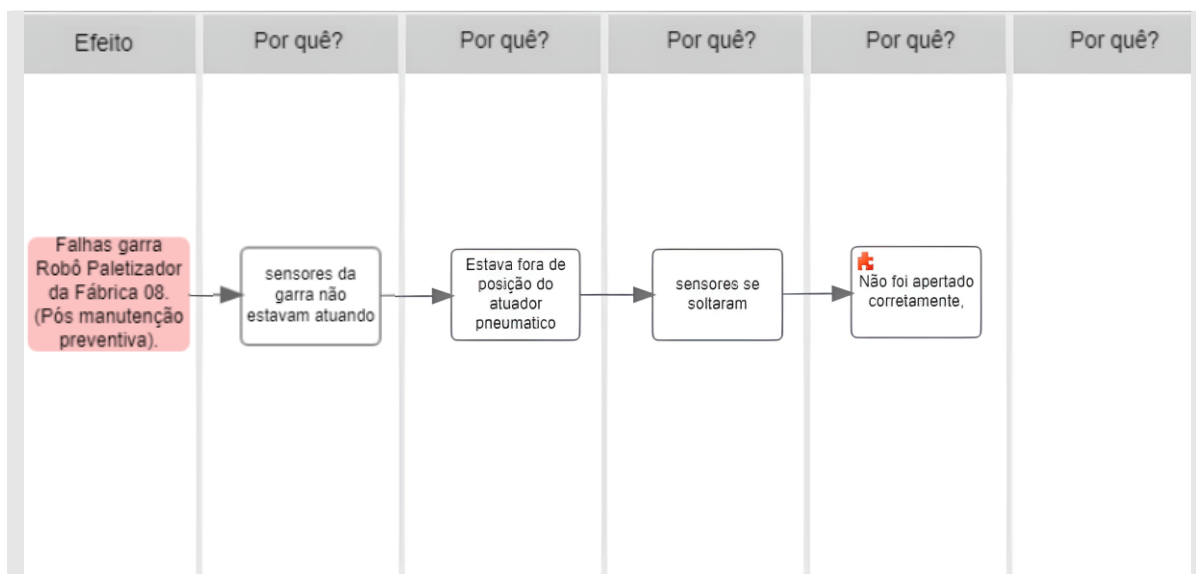 Efeito
Por quê?
Por quê?
Por quê?
Por quê?
Por quê?
Falhas garra
Robô Paletizador
da Fábrica 08.
(Pós manutenção
preventiva).
sensores da
garra não
estavam atuando
Estava fora de
posição do
atuador
pneumatico
sensores se
soltaram
Não foi apertado
corretamente,